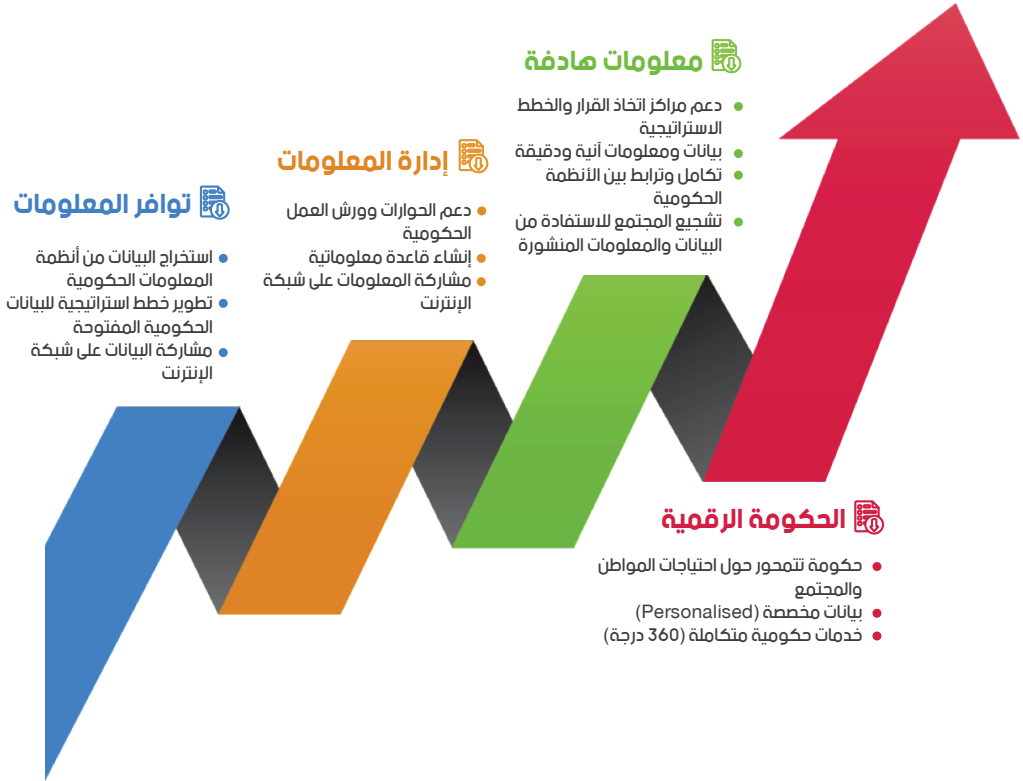 توافر المعلومات
استخراج البيانات من أنظمة
المعلومات الحكومية
تطوير خطط استراتيجية للبيانات
الحكومية المفتوحة
مشاركة البيانات على شبكة
الإنترنت
إدارة المعلومات
دعم الحوارات وورش العمل
الحكومية
إنشاء قاعدة معلوماتية
مشاركة المعلومات على شبكة
الإنترنت
معلومات هادفة
دعم مراكز اتخاذ القرار والخطط
الاستراتيجية
بيانات ومعلومات آنية ودقيقة
تكامل وترابط بين الأنظمة
الحكومية
تشجيع المجتمع للاستفادة من
البيانات والمعلومات المنشورة
الحكومة الرقمية
حكومة تتمحور حول احتياجات المواطن
والمجتمع
بيانات مخصصة (Personalised)
خدمات حكومية متكاملة (360 درجة)